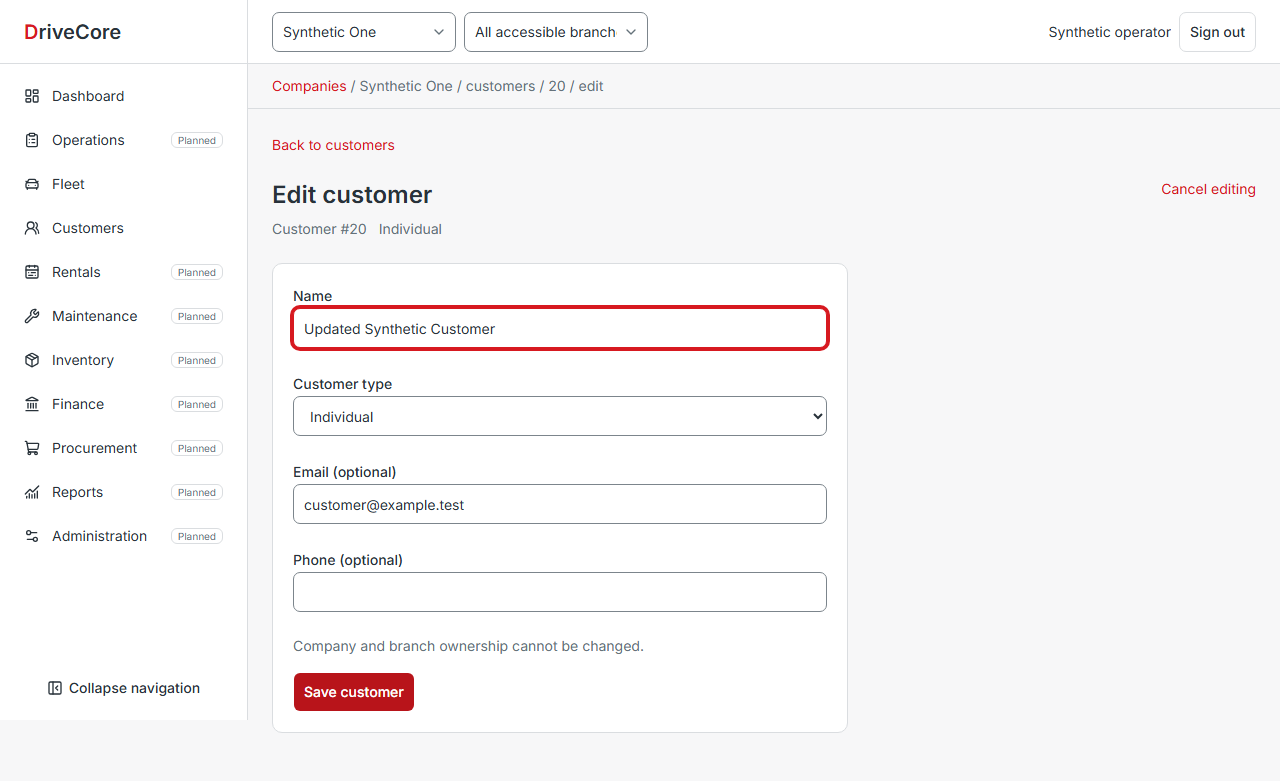 DriveCore
Synthetic One
All accessible branch
Synthetic operator
Sign out
Dashboard
Operations Planned
Fleet
Customers
Rentals Planned
Maintenance Planned
Inventory Planned
Finance Planned
Procurement Planned
Reports Planned
Administration Planned
Collapse navigation
Companies / Synthetic One / customers / 20 / edit
Back to customers
Edit customer
Cancel editing
Customer #20 Individual
Name
Updated Synthetic Customer
Customer type
Individual
Email (optional)
customer@example.test
Phone (optional)
Company and branch ownership cannot be changed.
Save customer